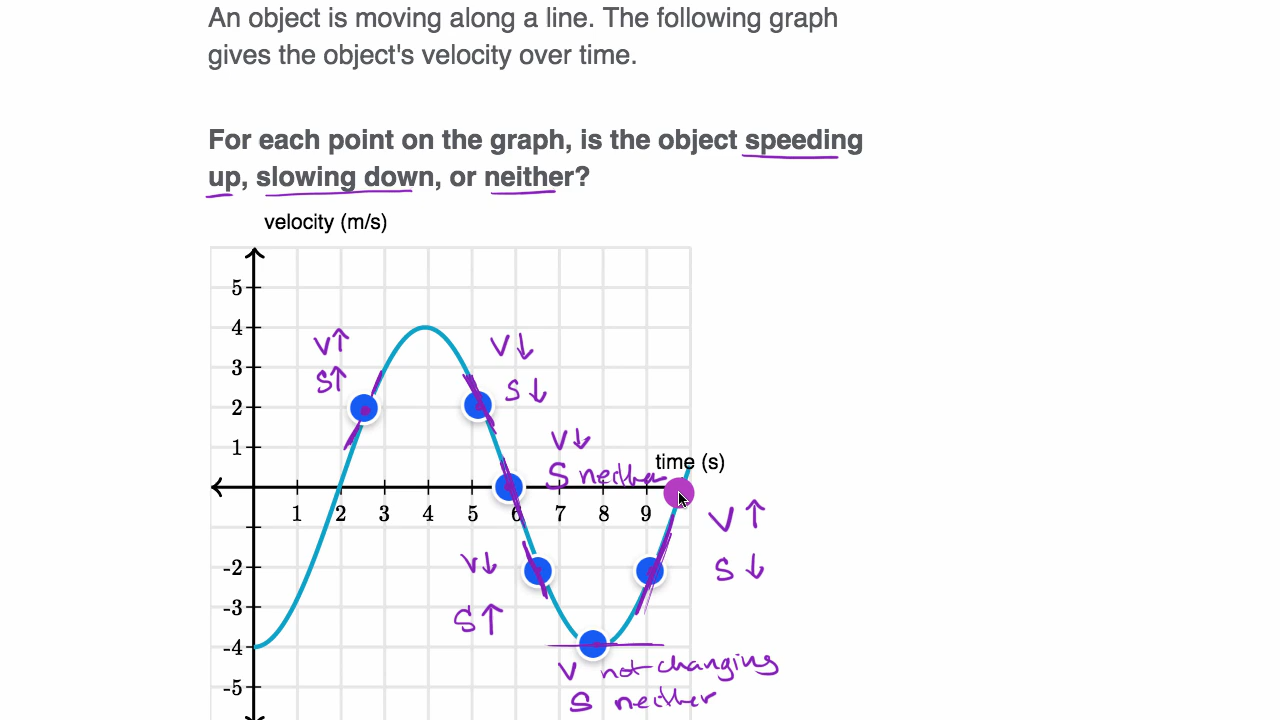 An object is moving along a line. The following graph
gives the object's velocity over time.
For each point on the graph, is the object speeding
up, slowing down, or neither?
velocity (m/s)
5
4
3
2
1
V↑
S↑
V↓
S↓
V↓
S neither
time (s)
1 2 3 4 5 6 7 8 9
-2
-3
-4
-5
V↓
S↑
V↑
S↓
V not changing
S neither